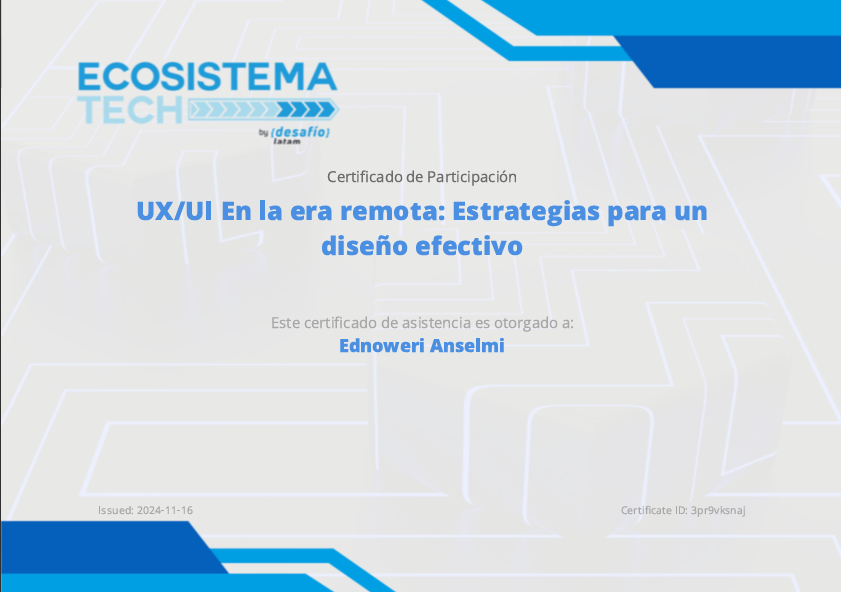 ECOSISTEMA
TECH
by {desafío}
latam
Certificado de Participación
UX/UI En la era remota: Estrategias para un
diseño efectivo
Este certificado de asistencia es otorgado a:
Ednoweri Anselmi
Issued: 2024-11-16
Certificate ID: 3pr9vksnaj